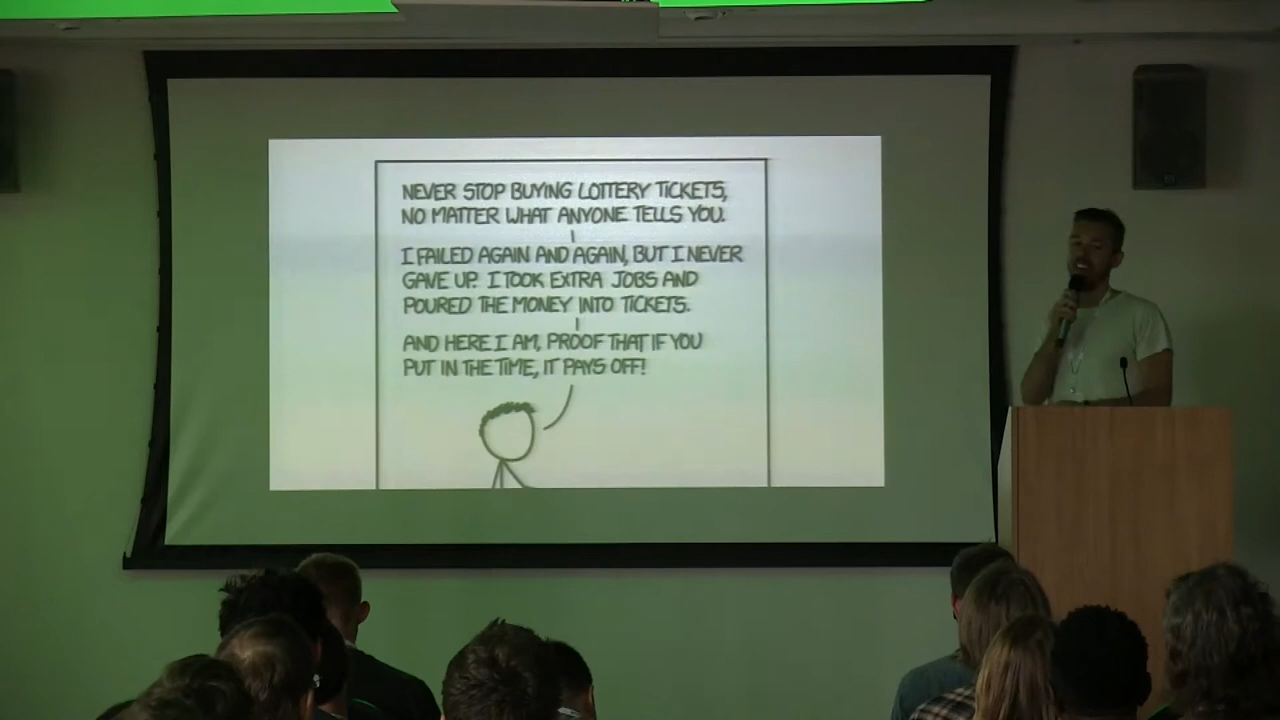 NEVER STOP BUYING LOTTERY TICKETS,
NO MATTER WHAT ANYONE TELLS YOU.
I FAILED AGAIN AND AGAIN, BUT I NEVER
GAVE UP. I TOOK EXTRA JOBS AND
POURED THE MONEY INTO TICKETS.
AND HERE I AM, PROOF THAT IF YOU
PUT IN THE TIME, IT PAYS OFF!